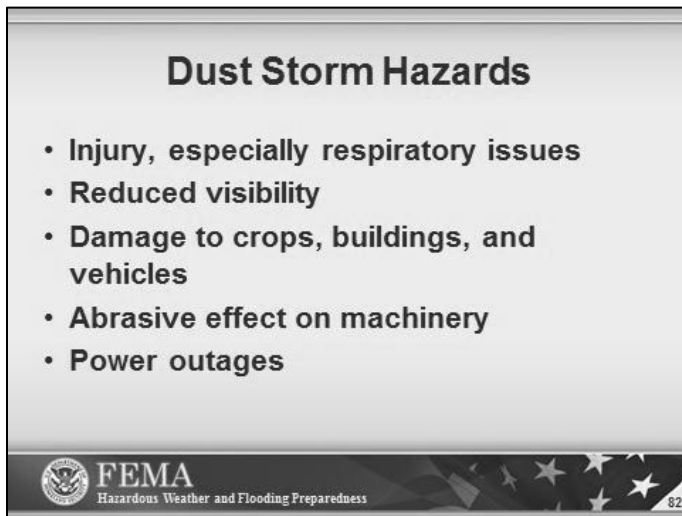 Dust Storm Hazards
• Injury, especially respiratory issues
• Reduced visibility
• Damage to crops, buildings, and
vehicles
• Abrasive effect on machinery
• Power outages
FEMA
Hazardous Weather and Flooding Preparedness
82